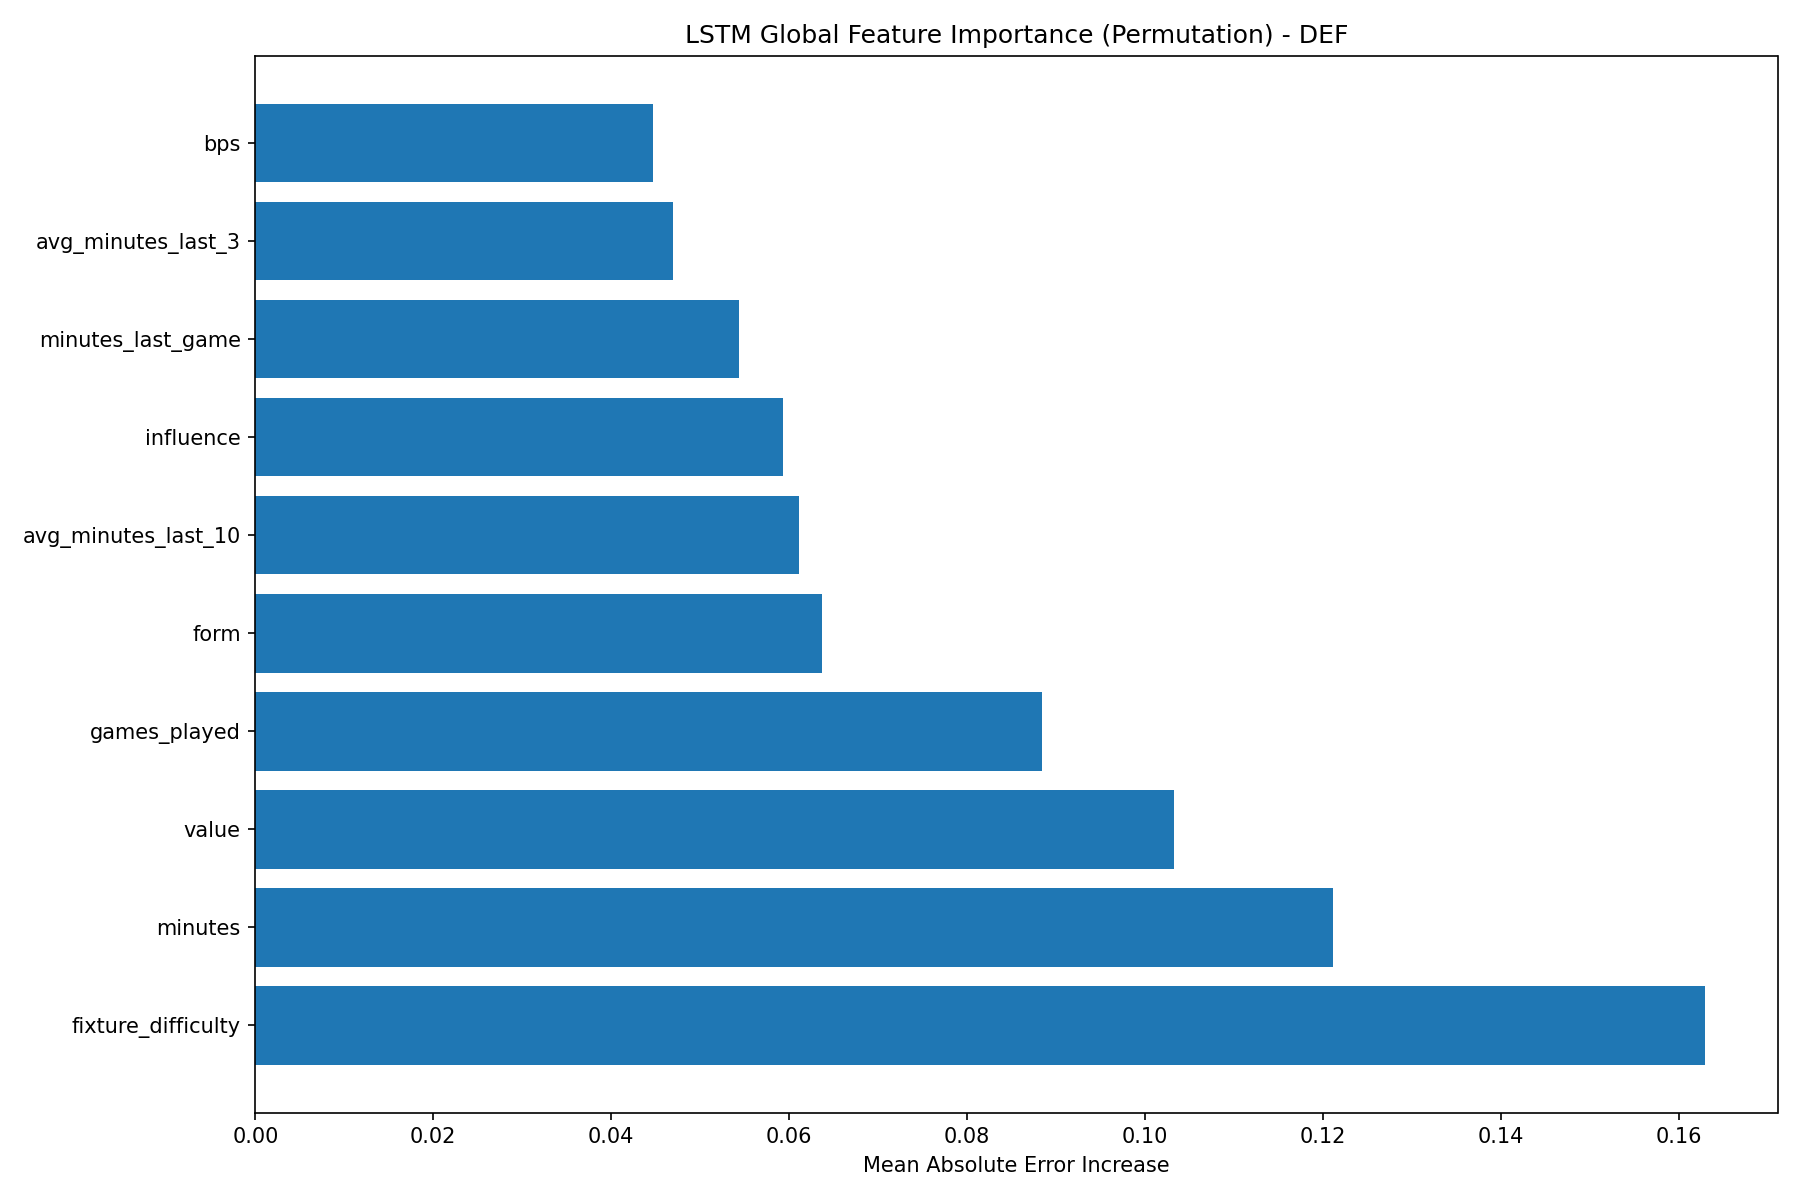 LSTM Global Feature Importance (Permutation) - DEF
bps
avg_minutes_last_3
minutes_last_game
influence
avg_minutes_last_10
form
games_played
value
minutes
fixture_difficulty
0.00 0.02 0.04 0.06 0.08 0.10 0.12 0.14 0.16
Mean Absolute Error Increase